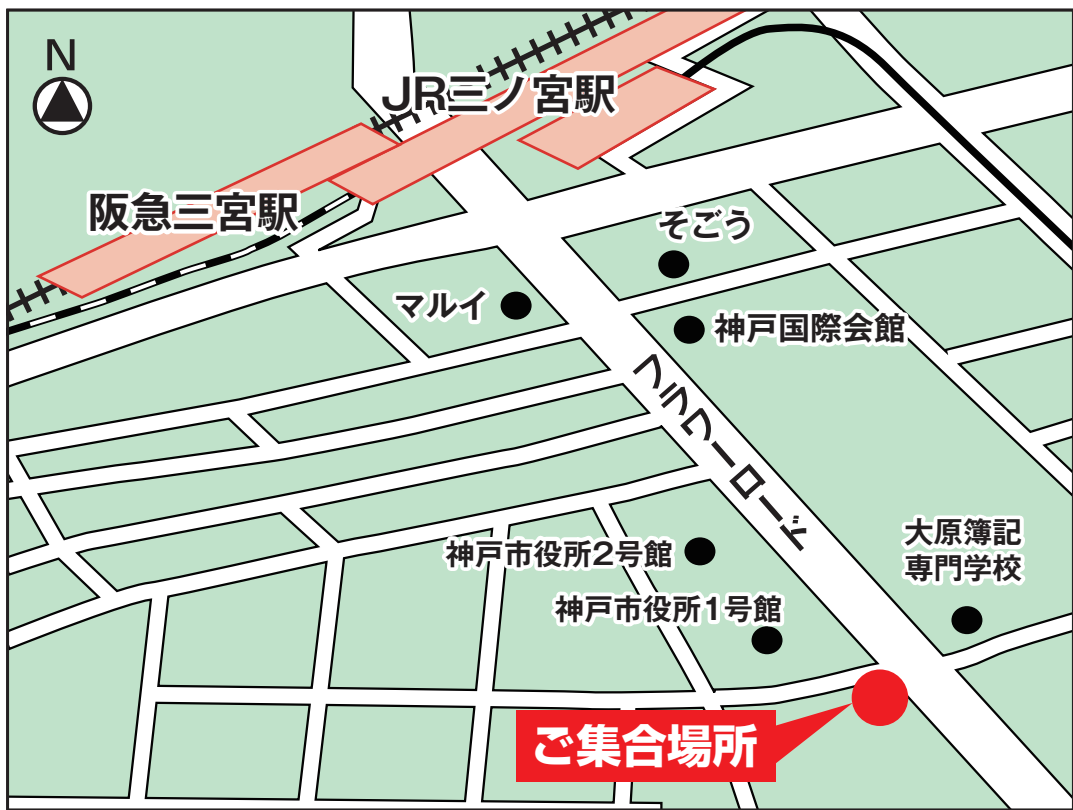 N
JR三ノ宮駅
阪急三宮駅
そごう
マルイ
神戸国際会館
フラワーロード
大原簿記
専門学校
神戸市役所2号館
神戸市役所1号館
ご集合場所